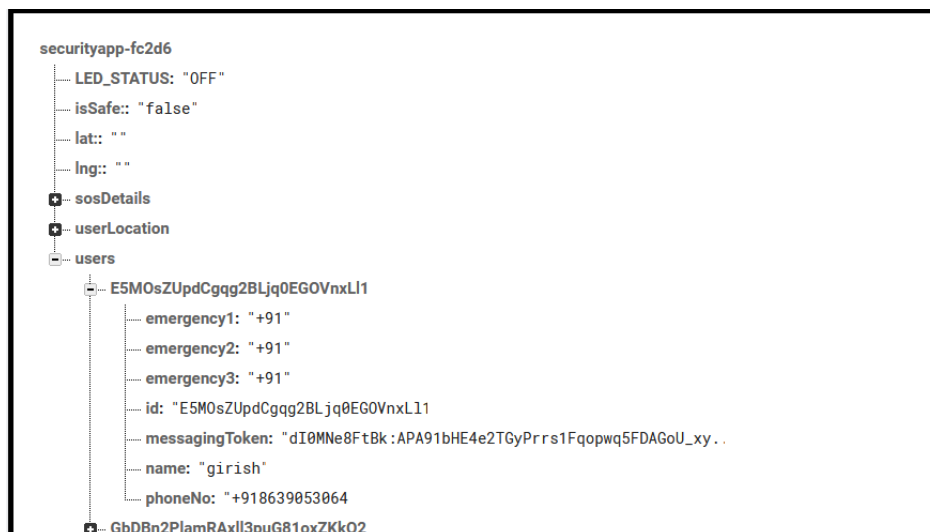 securityapp-fc2d6
LED_STATUS: "OFF"
isSafe:: "false"
lat:: ""
lng:: ""
sosDetails
userLocation
users
E5MOsZUpdCgqg2BLjq0EGOVnxLl1
emergency1: "+91"
emergency2: "+91"
emergency3: "+91"
id: "E5MOsZUpdCgqg2BLjq0EGOVnxLl1
messagingToken: "dI0MNe8FtBk:APA91bHE4e2TGyPrrs1Fqopwq5FDAGoU_xy..
name: "girish"
phoneNo: "+918639053064
GbDBn2PlamRAxll3puG81oxZKkO2